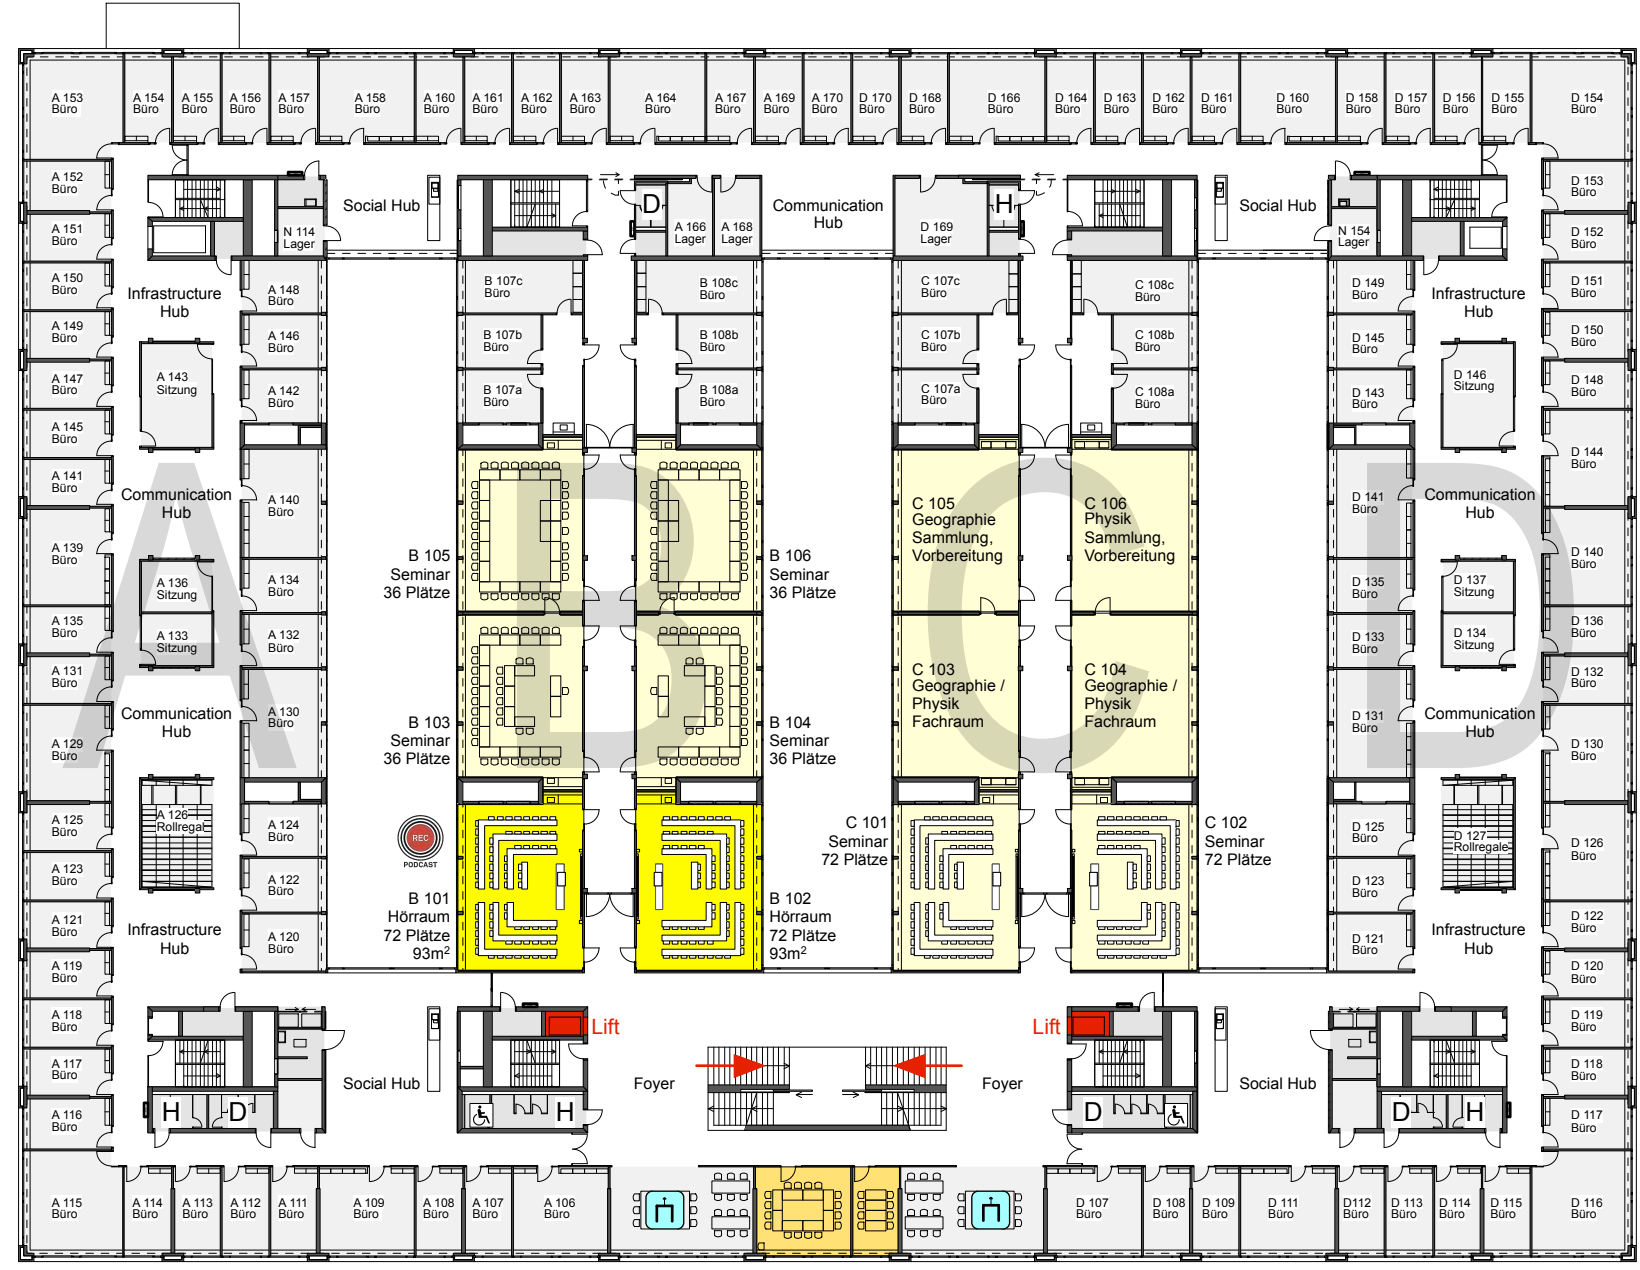 A 153
Büro
A 154
Büro
A 155
Büro
A 156
Büro
A 157
Büro
A 158
Büro
A 160
Büro
A 161
Büro
A 162
Büro
A 163
Büro
A 164
Büro
A 167
Büro
A 169
Büro
A 170
Büro
D 170
Büro
D 168
Büro
D 166
Büro
D 164
Büro
D 163
Büro
D 162
Büro
D 161
Büro
D 160
Büro
D 158
Büro
D 157
Büro
D 156
Büro
D 155
Büro
D 154
Büro
A 152
Büro
A 151
Büro
A 150
Büro
A 149
Büro
A 147
Büro
A 145
Büro
A 141
Büro
A 139
Büro
A 135
Büro
A 131
Büro
A 129
Büro
A 125
Büro
A 123
Büro
A 121
Büro
A 119
Büro
A 118
Büro
A 117
Büro
A 116
Büro
N 114
Lager
Social Hub
D
A 166
Lager
A 168
Lager
Communication
Hub
D 169
Lager
H
Social Hub
N 154
Lager
Infrastructure
Hub
A 143
Sitzung
Communication
Hub
A 136
Sitzung
A 133
Sitzung
Communication
Hub
A 126
Rollregal
Infrastructure
Hub
A 148
Büro
A 146
Büro
A 142
Büro
A 140
Büro
A 134
Büro
A 132
Büro
A 130
Büro
A 124
Büro
A 122
Büro
A 120
Büro
A
B
C
D
B 107c
Büro
B 107b
Büro
B 107a
Büro
B 108c
Büro
B 108b
Büro
B 108a
Büro
C 107c
Büro
C 107b
Büro
C 107a
Büro
C 108c
Büro
C 108b
Büro
C 108a
Büro
B 105
Seminar
36 Plätze
B 106
Seminar
36 Plätze
C 105
Geographie
Sammlung,
Vorbereitung
C 106
Physik
Sammlung,
Vorbereitung
B 103
Seminar
36 Plätze
B 104
Seminar
36 Plätze
C 103
Geographie /
Physik
Fachraum
C 104
Geographie /
Physik
Fachraum
REC
PODCAST
B 101
Hörraum
72 Plätze
93m²
B 102
Hörraum
72 Plätze
93m²
C 101
Seminar
72 Plätze
C 102
Seminar
72 Plätze
D 149
Büro
D 145
Büro
D 143
Büro
D 141
Büro
D 135
Büro
D 133
Büro
D 131
Büro
D 125
Büro
D 123
Büro
D 121
Büro
Infrastructure
Hub
D 146
Sitzung
Communication
Hub
D 137
Sitzung
D 134
Sitzung
Communication
Hub
D 127
Rollregale
Infrastructure
Hub
D 153
Büro
D 152
Büro
D 151
Büro
D 150
Büro
D 148
Büro
D 144
Büro
D 140
Büro
D 136
Büro
D 132
Büro
D 130
Büro
D 126
Büro
D 122
Büro
D 120
Büro
D 119
Büro
D 118
Büro
D 117
Büro
Lift
Lift
H
D
Social Hub
H
Foyer
Foyer
D
Social Hub
D
H
A 115
Büro
A 114
Büro
A 113
Büro
A 112
Büro
A 111
Büro
A 109
Büro
A 108
Büro
A 107
Büro
A 106
Büro
D 107
Büro
D 108
Büro
D 109
Büro
D 111
Büro
D112
Büro
D 113
Büro
D 114
Büro
D 115
Büro
D 116
Büro